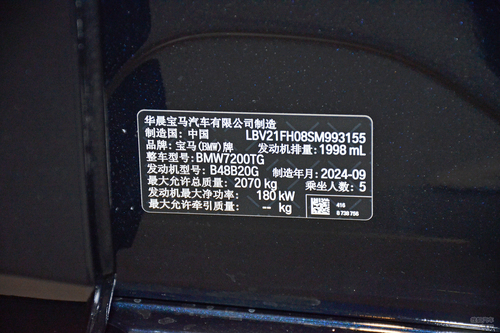 华晨宝马汽车有限公司制造
制造国: 中国 LBV21FH08SM993155
品牌: 宝马(BMW)牌 发动机排量: 1998 mL
整车型号: BMW7200TG
发动机型号: B48B20G 制造年月: 2024-09
最大允许总质量: 2070 kg 乘坐人数: 5
发动机最大净功率: 180 kW
最大允许牵引质量: -- kg
416
8 738 756